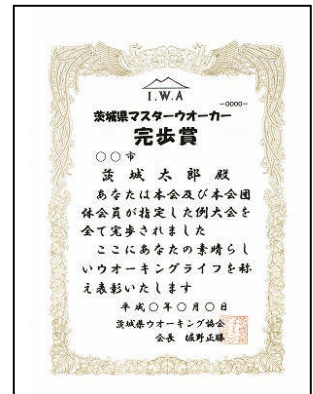 I.W.A
-0000-
茨城県マスターウオーカー
完歩賞
○○市
茨城太郎殿
あなたは本会及び本会団
体会員が指定した例大会を
全て完歩されました
ここにあなたの素晴らし
いウオーキングライフを称
え表彰いたします
平成○年○月○日
茨城県ウオーキング協会
会長 堀野正勝